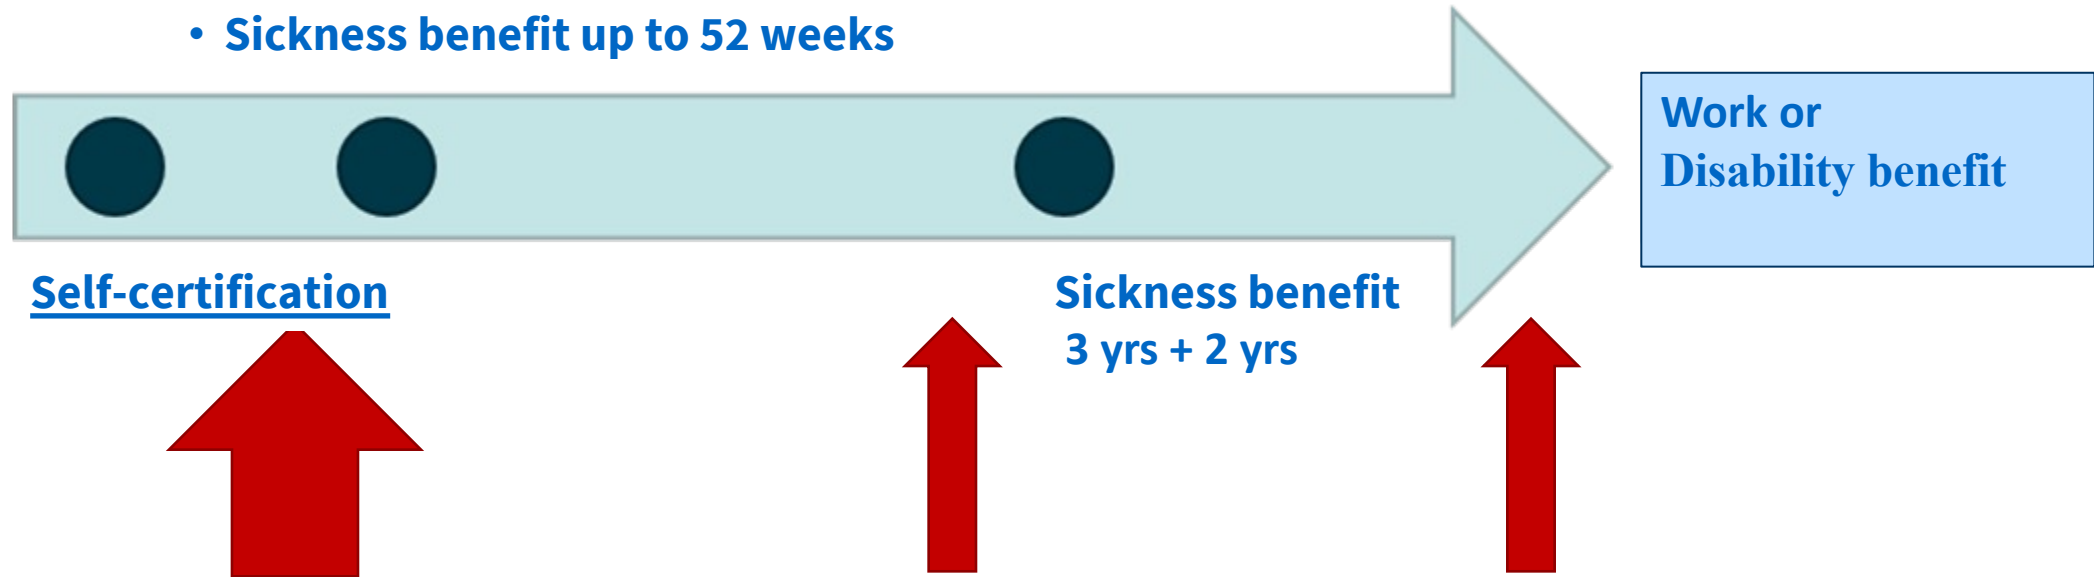 • Sickness benefit up to 52 weeks
Work or
Disability benefit
Self-certification
Sickness benefit
3 yrs + 2 yrs